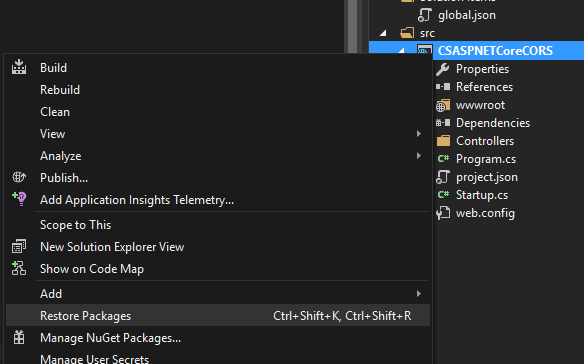 global.json
src
CSASPNETCoreCORS
Properties
References
wwwroot
Dependencies
Controllers
Program.cs
project.json
Startup.cs
web.config
Build
Rebuild
Clean
View
Analyze
Publish...
Add Application Insights Telemetry...
Scope to This
New Solution Explorer View
Show on Code Map
Add
Restore Packages Ctrl+Shift+K, Ctrl+Shift+R
Manage NuGet Packages...
Manage User Secrets